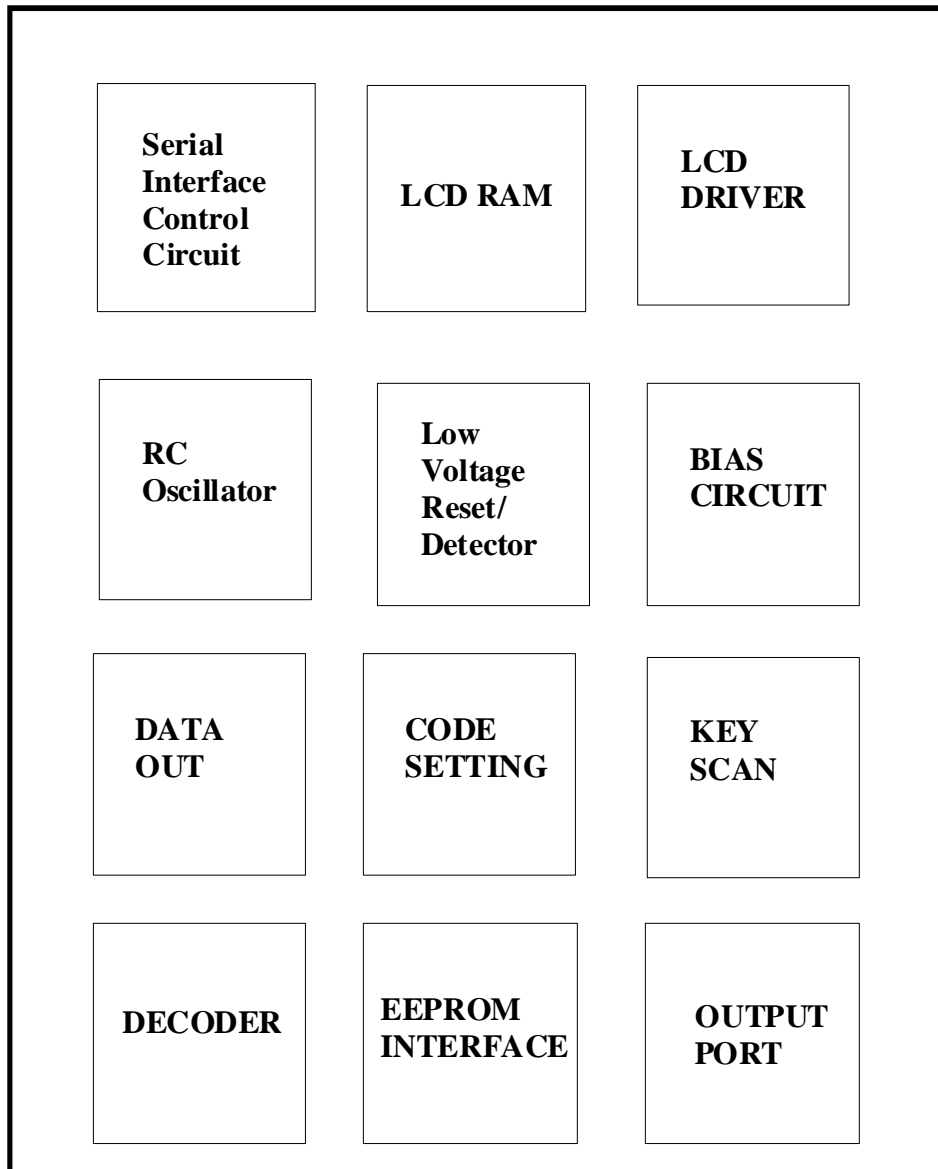 Serial
Interface
Control
Circuit
LCD RAM
LCD
DRIVER
RC
Oscillator
Low
Voltage
Reset/
Detector
BIAS
CIRCUIT
DATA
OUT
CODE
SETTING
KEY
SCAN
DECODER
EEPROM
INTERFACE
OUTPUT
PORT